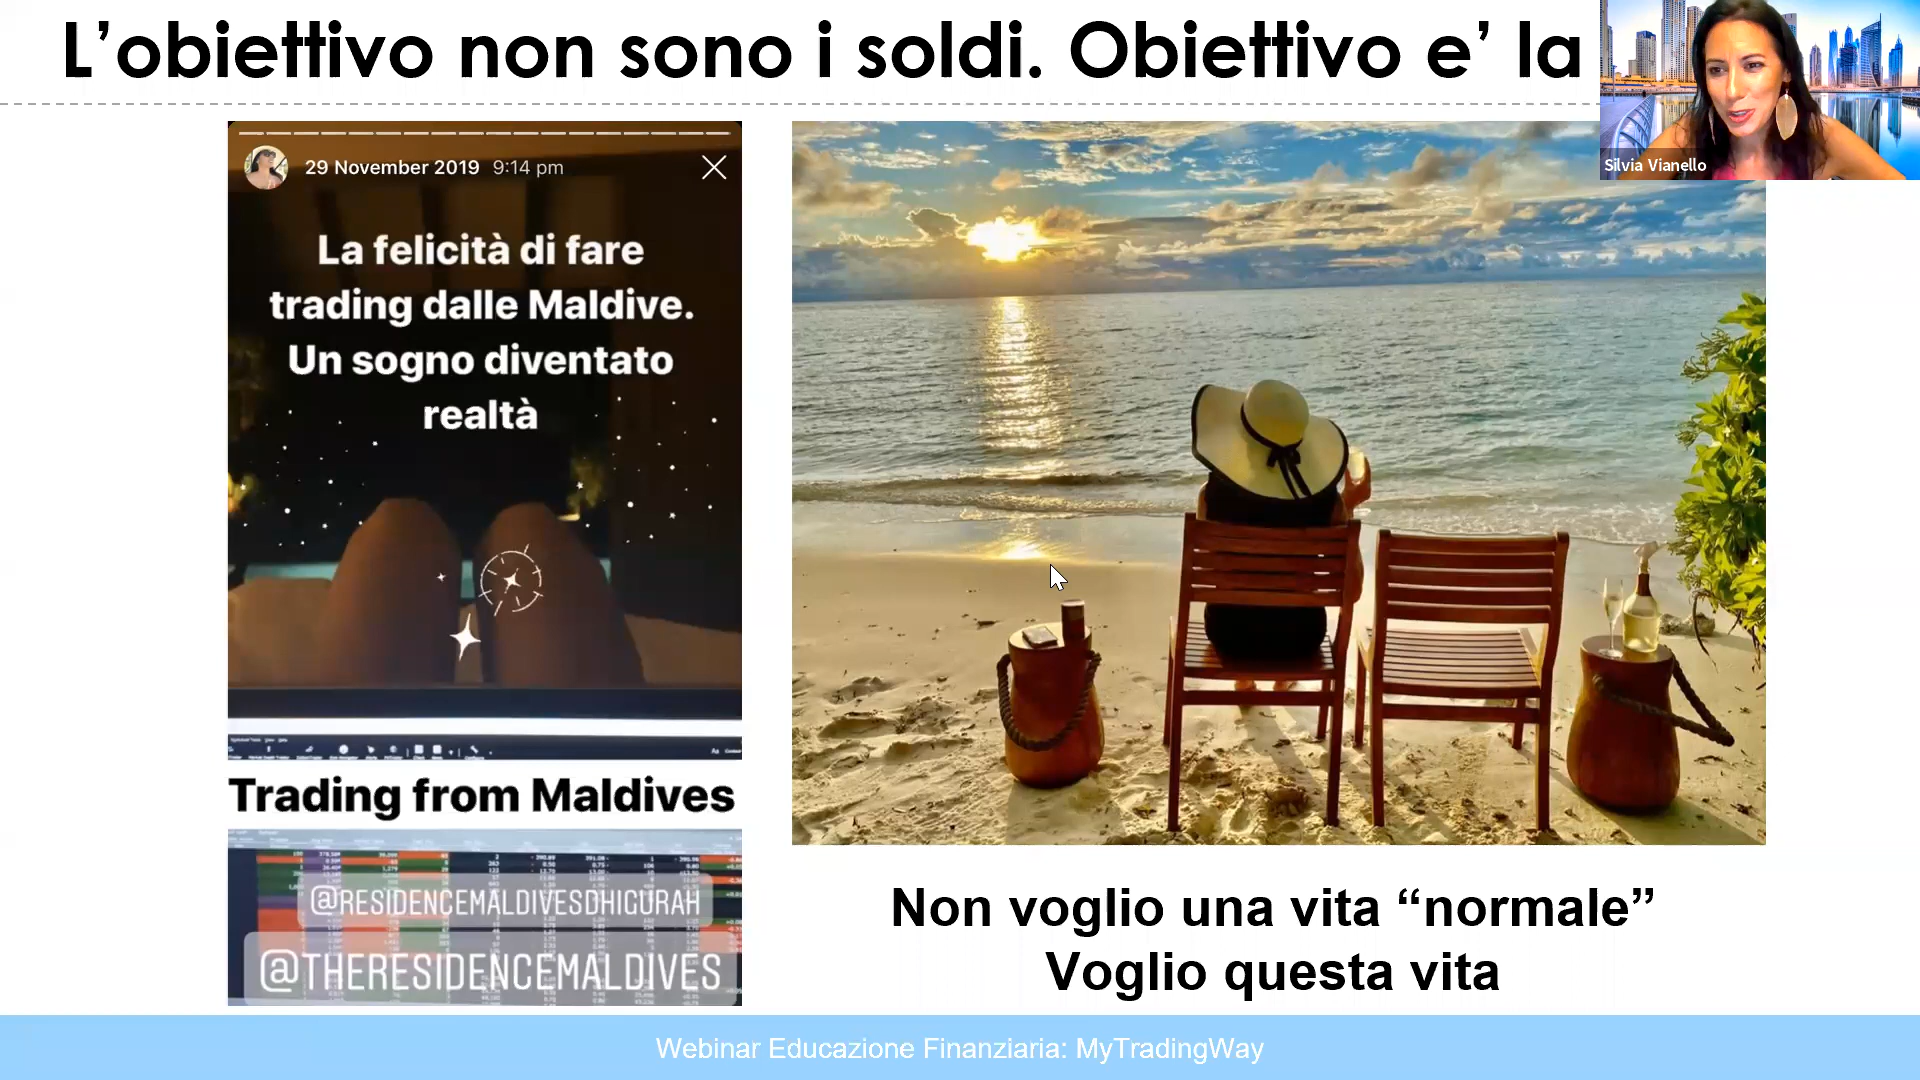 L’obiettivo non sono i soldi. Obiettivo e’ la
Silvia Vianello
29 November 2019 9:14 pm
La felicità di fare
trading dalle Maldive.
Un sogno diventato
realtà
Trading from Maldives
@RESIDENCEMALDIVESDHIGURAH
@THERESIDENCEMALDIVES
Non voglio una vita “normale”
Voglio questa vita
Webinar Educazione Finanziaria: MyTradingWay